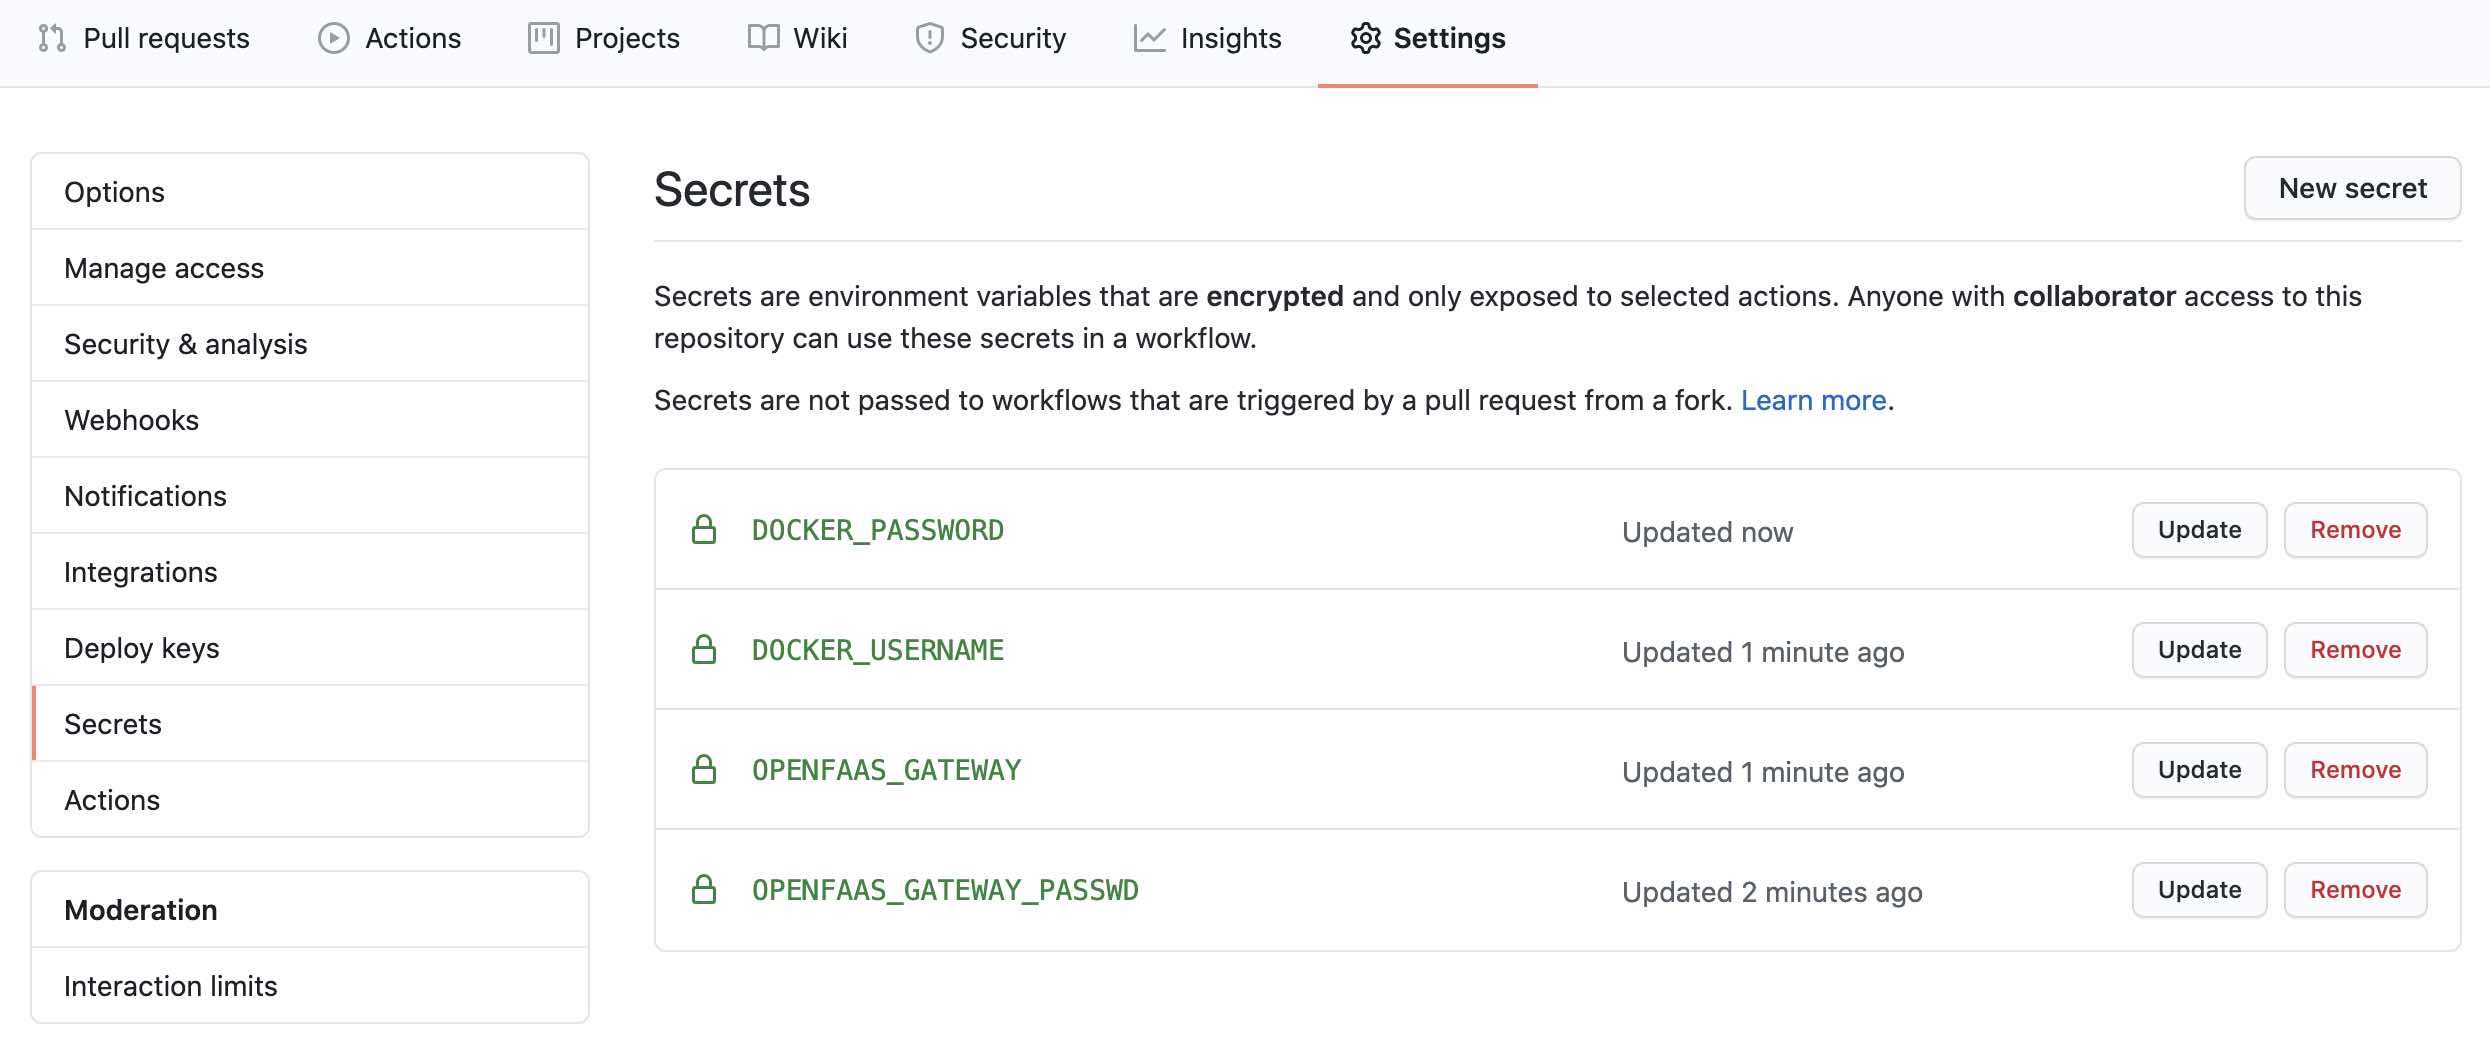 Pull requests Actions Projects Wiki Security Insights Settings
Options
Manage access
Security & analysis
Webhooks
Notifications
Integrations
Deploy keys
Secrets
Actions
Moderation
Interaction limits
Secrets
New secret
Secrets are environment variables that are encrypted and only exposed to selected actions. Anyone with collaborator access to this
repository can use these secrets in a workflow.
Secrets are not passed to workflows that are triggered by a pull request from a fork. Learn more.
DOCKER_PASSWORD Updated now Update Remove
DOCKER_USERNAME Updated 1 minute ago Update Remove
OPENFAAS_GATEWAY Updated 1 minute ago Update Remove
OPENFAAS_GATEWAY_PASSWD Updated 2 minutes ago Update Remove